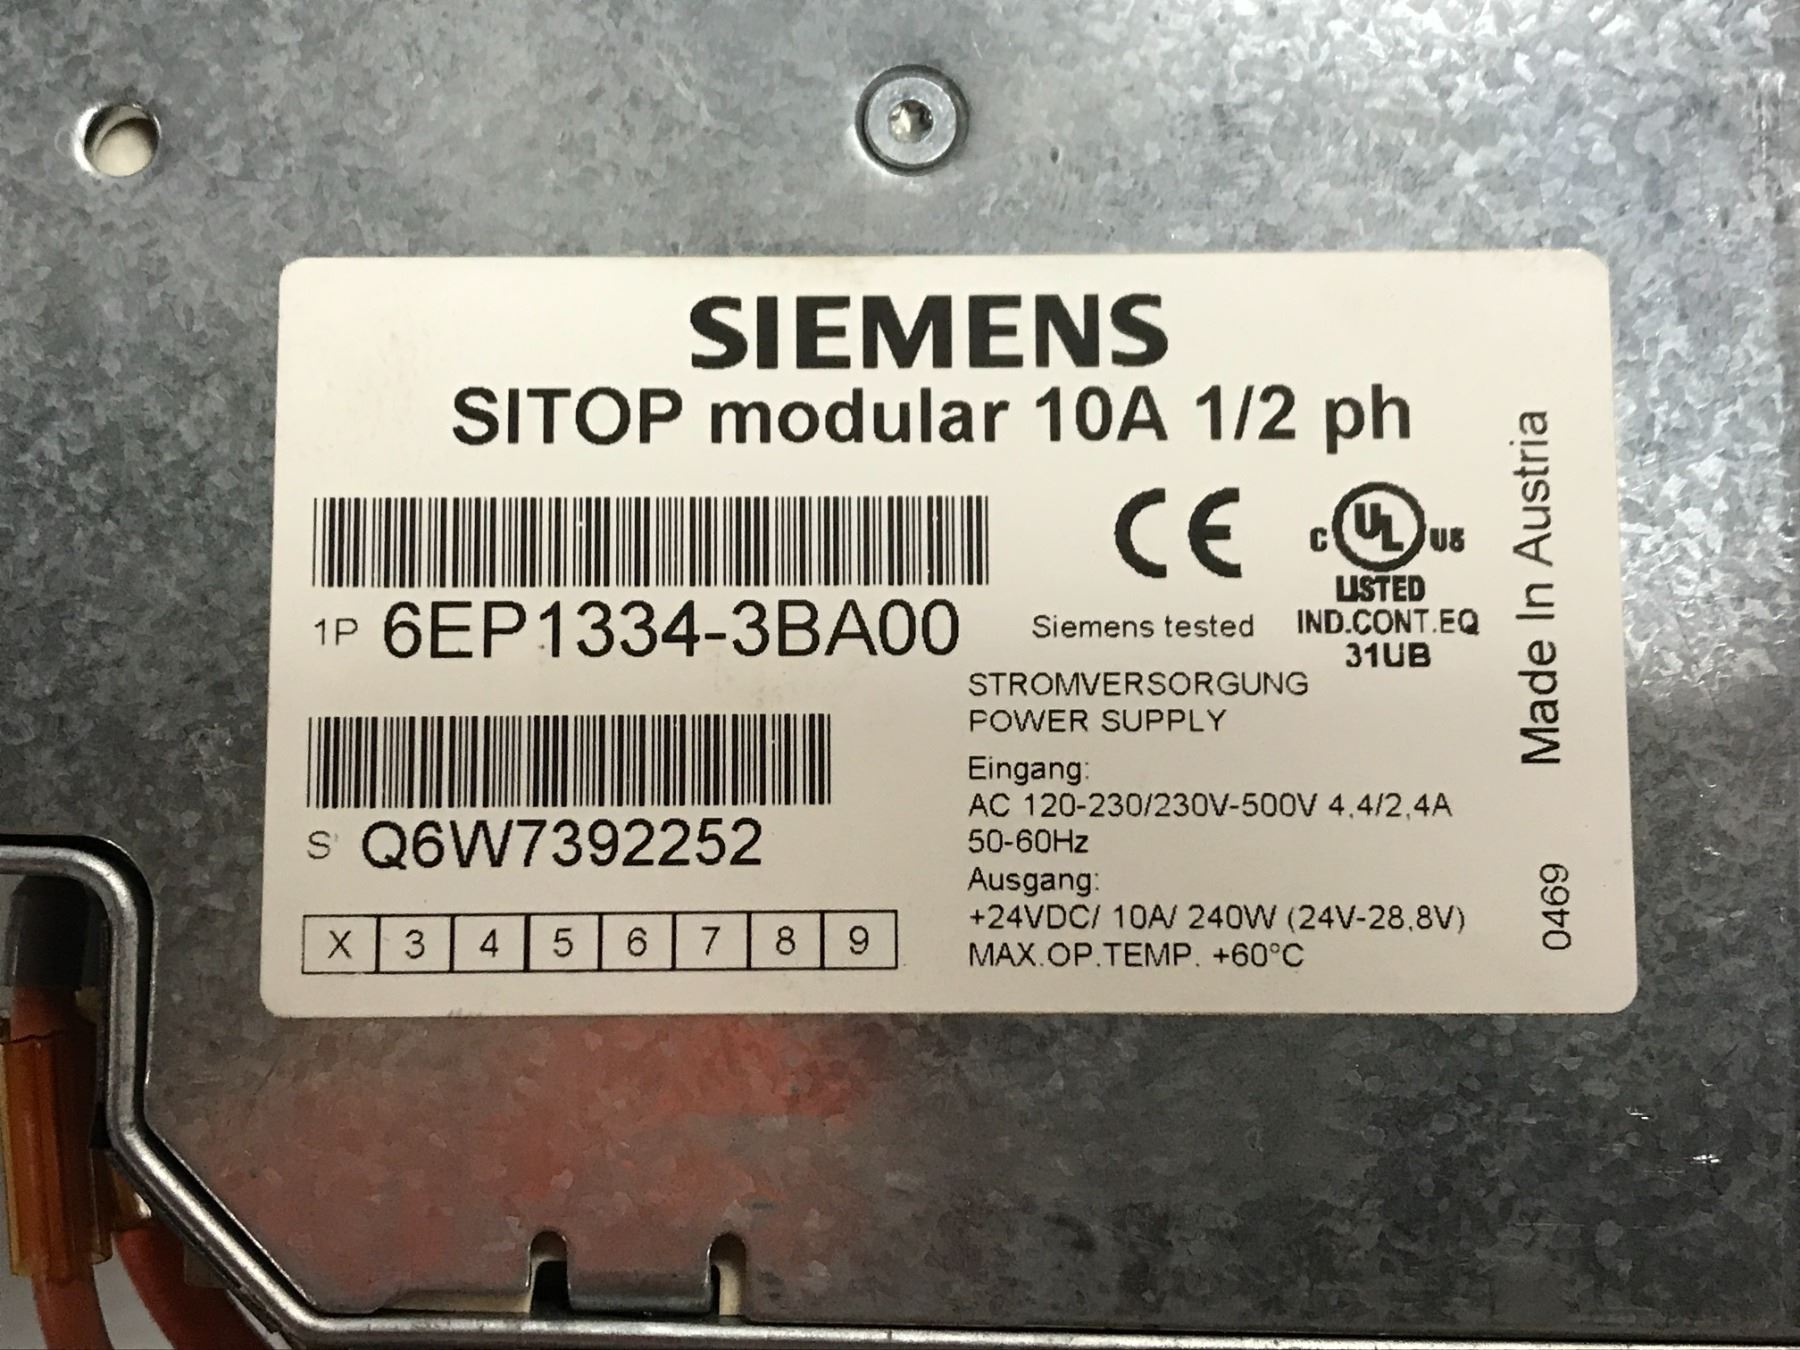 SIEMENS
SITOP modular 10A 1/2 ph
1P 6EP1334-3BA00
CE
Siemens tested
C UL US
LISTED
IND.CONT.EQ
31UB
STROMVERSORGUNG
POWER SUPPLY
Eingang:
AC 120-230/230V-500V 4,4/2,4A
50-60Hz
Ausgang:
+24VDC/ 10A/ 240W (24V-28,8V)
MAX.OP.TEMP. +60°C
S Q6W7392252
X 3 4 5 6 7 8 9
Made In Austria
0469